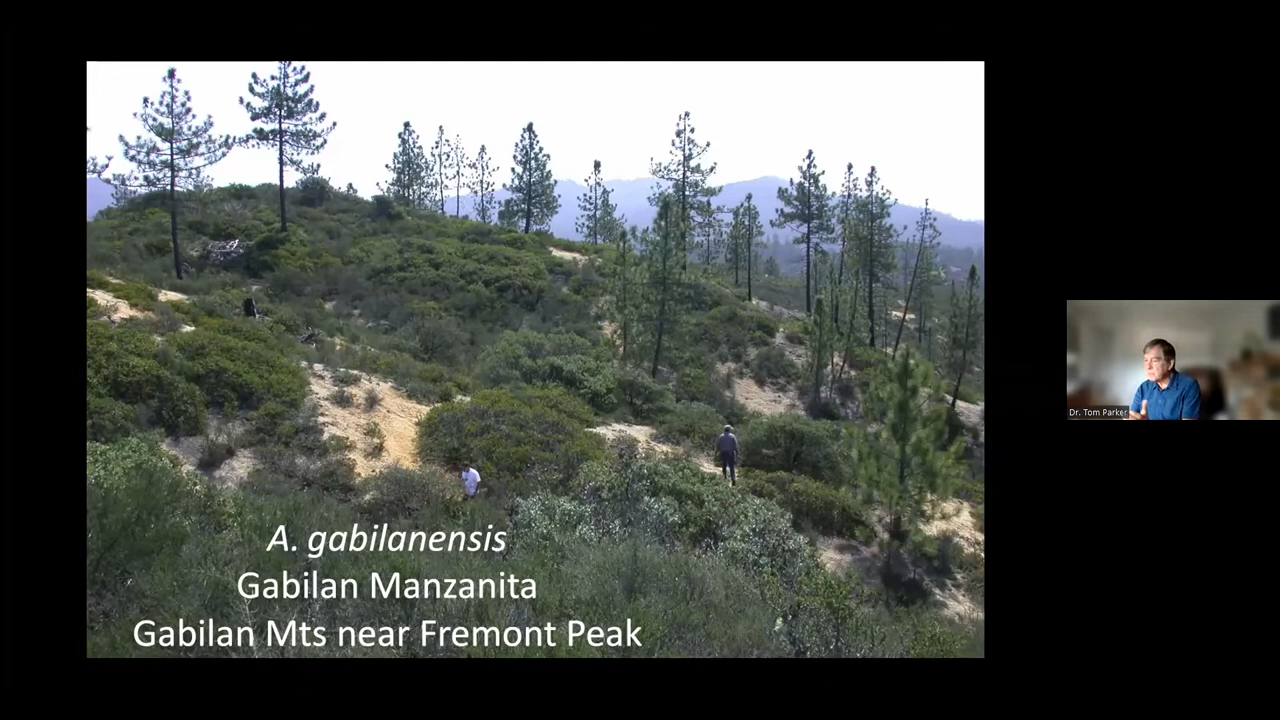 A. gabilanensis
Gabilan Manzanita
Gabilan Mts near Fremont Peak
Dr. Tom Parker